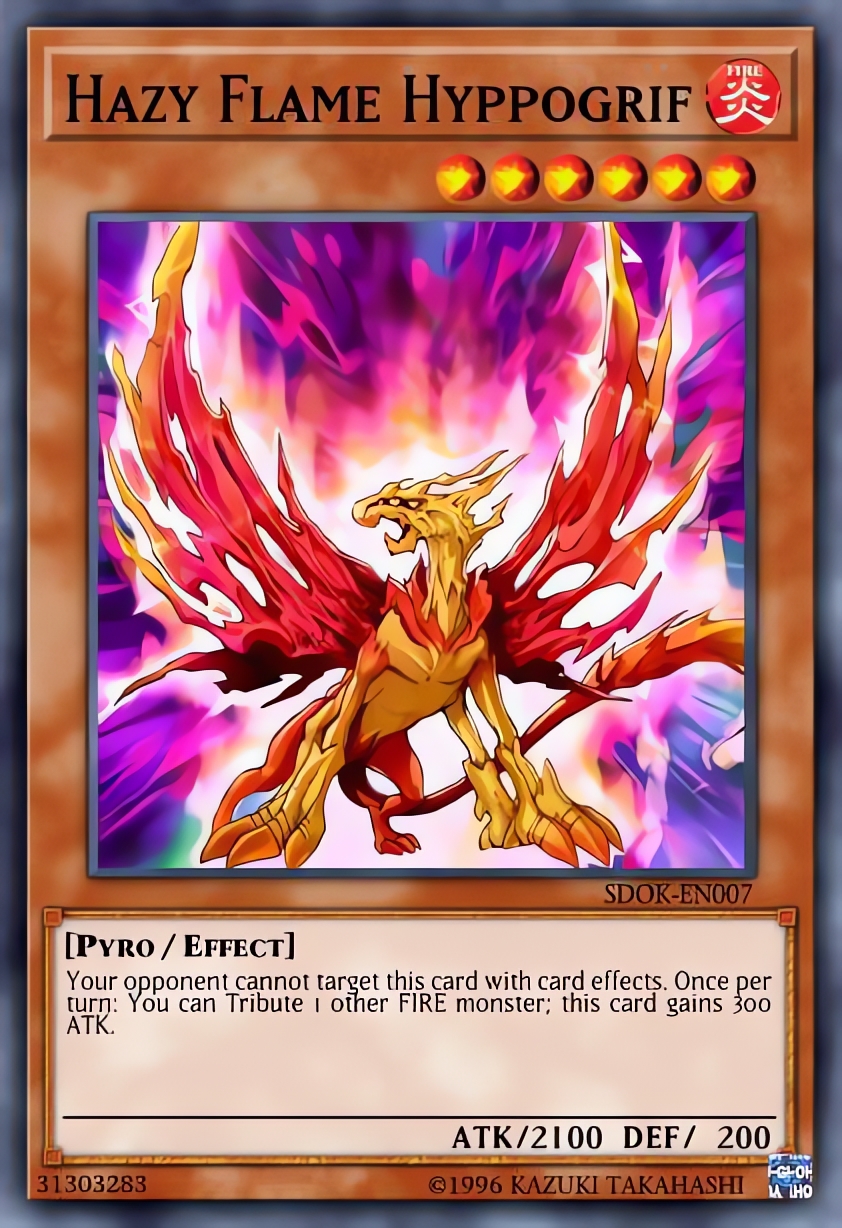 HAZY FLAME HYPPOGRIF
FIRE
炎
SDOK-EN007
[PYRO / EFFECT]
Your opponent cannot target this card with card effects. Once per
turn: You can Tribute 1 other FIRE monster; this card gains 300
ATK.
ATK/2100 DEF/ 200
31303283
©1996 KAZUKI TAKAHASHI